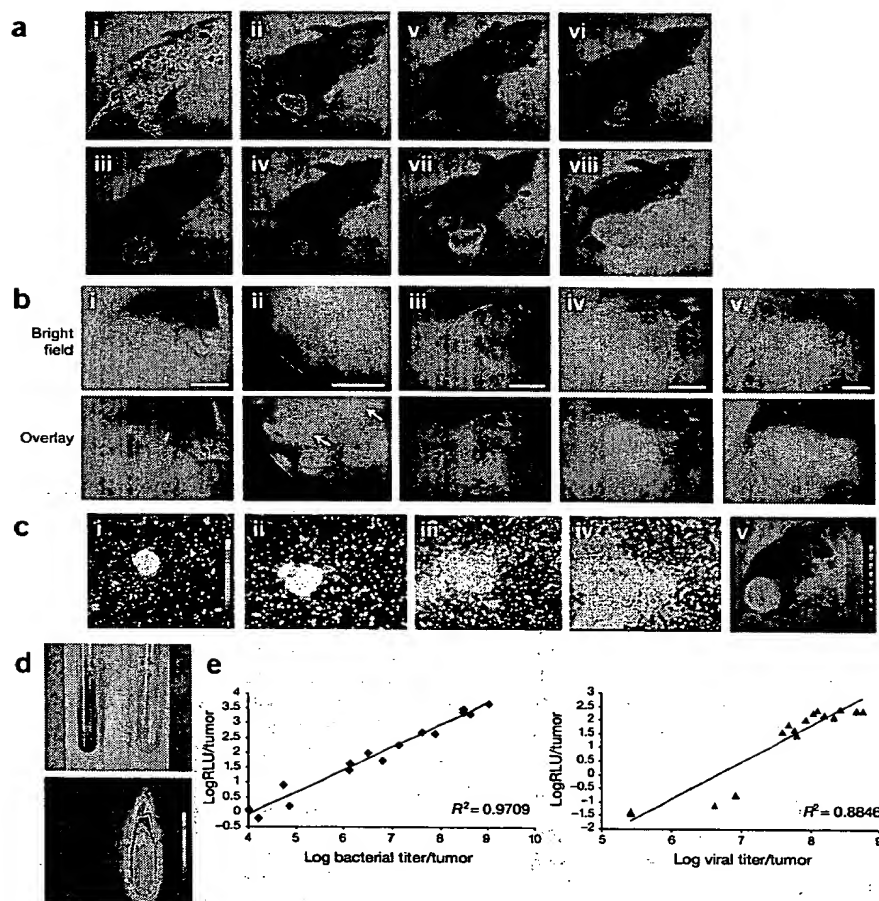 a
i
ii
v
vi
iii
iv
vii
viii
b
i
ii
iii
iv
v
Bright
field
Overlay
c
i
ii
iii
iv
v
d
e
4
3.5
3
2.5
2
1.5
1
0.5
0
-0.5
LogRLU/tumor
R² = 0.9709
4
5
6
7
8
9
10
Log bacterial titer/tumor
3
2.5
2
1.5
1
0.5
0
-0.5
-1
-1.5
-2
LogRLU/tumor
R² = 0.8846
5
6
7
8
9
Log viral titer/tumor